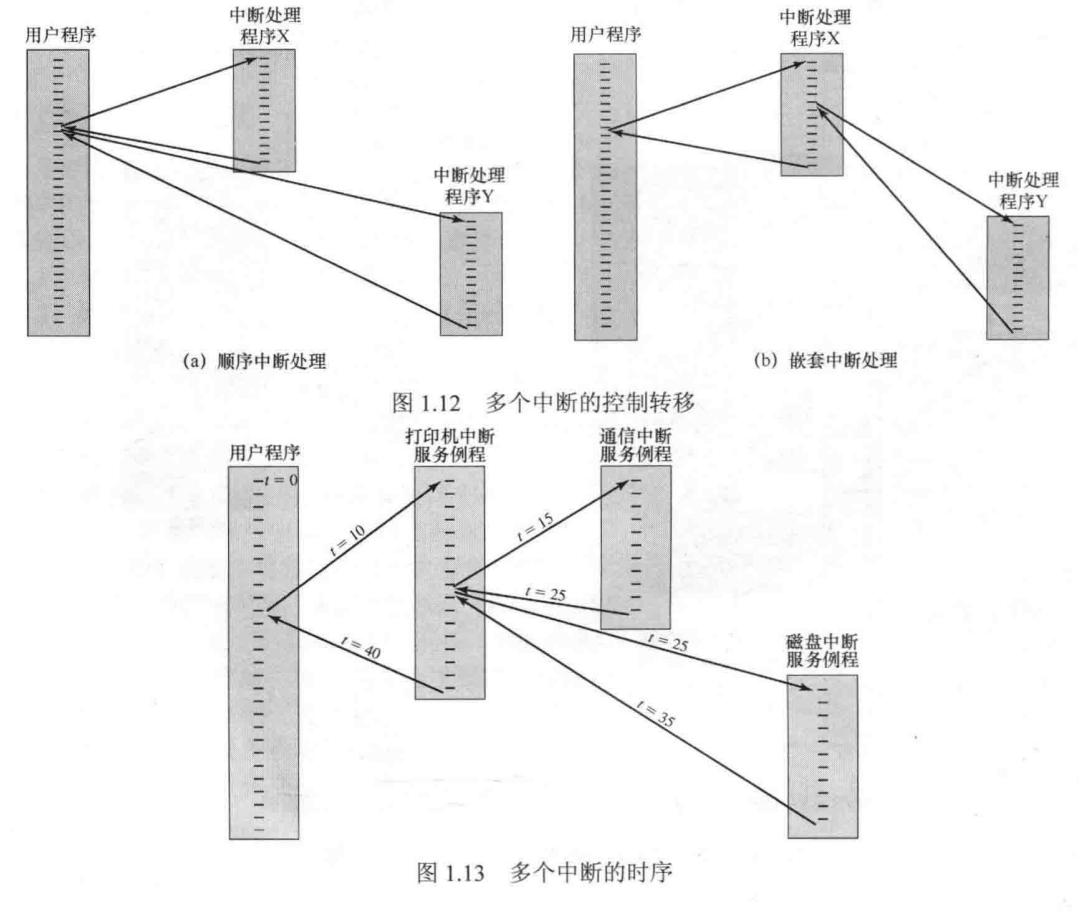 用户程序
中断处理
程序X
中断处理
程序Y
(a) 顺序中断处理
用户程序
中断处理
程序X
中断处理
程序Y
(b) 嵌套中断处理
图 1.12 多个中断的控制转移
用户程序
t = 0
打印机中断
服务例程
通信中断
服务例程
t = 10
t = 15
t = 25
t = 25
t = 40
t = 35
磁盘中断
服务例程
图 1.13 多个中断的时序